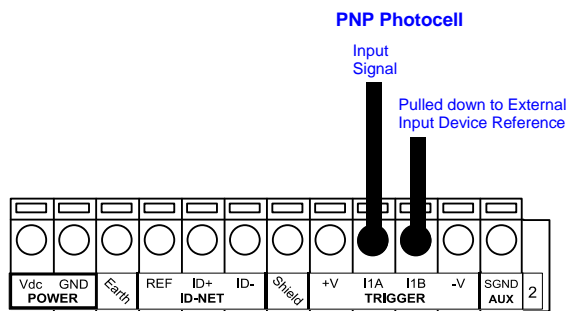 PNP Photocell
Input
Signal
Pulled down to External
Input Device Reference
Vdc GND Earth REF ID+ ID- Shield +V I1A I1B -V SGND 2
POWER ID-NET TRIGGER AUX